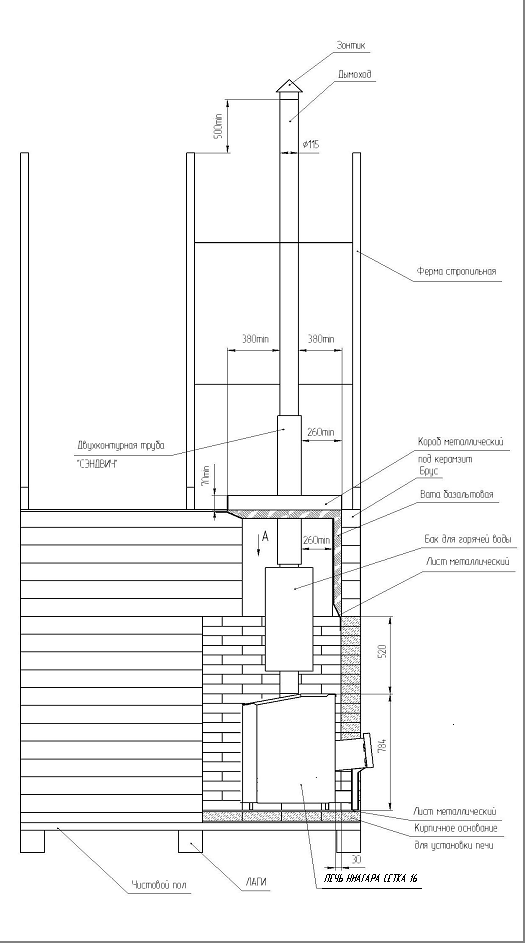 Зонтик
Дымоход
500min
ø115
Ферма стропильная
380min
380min
260min
Двухконтурная труба
"СЭНДВИЧ"
Короб металлический
под керамзит
Брус
70min
Вата базальтовая
А
260min
Бак для горячей воды
Лист металлический
520
784
Лист металлический
Кирпичное основание
для установки печи
30
Чистовой пол
ЛАГИ
ПЕЧЬ НИАГАРА СЕТКА 16